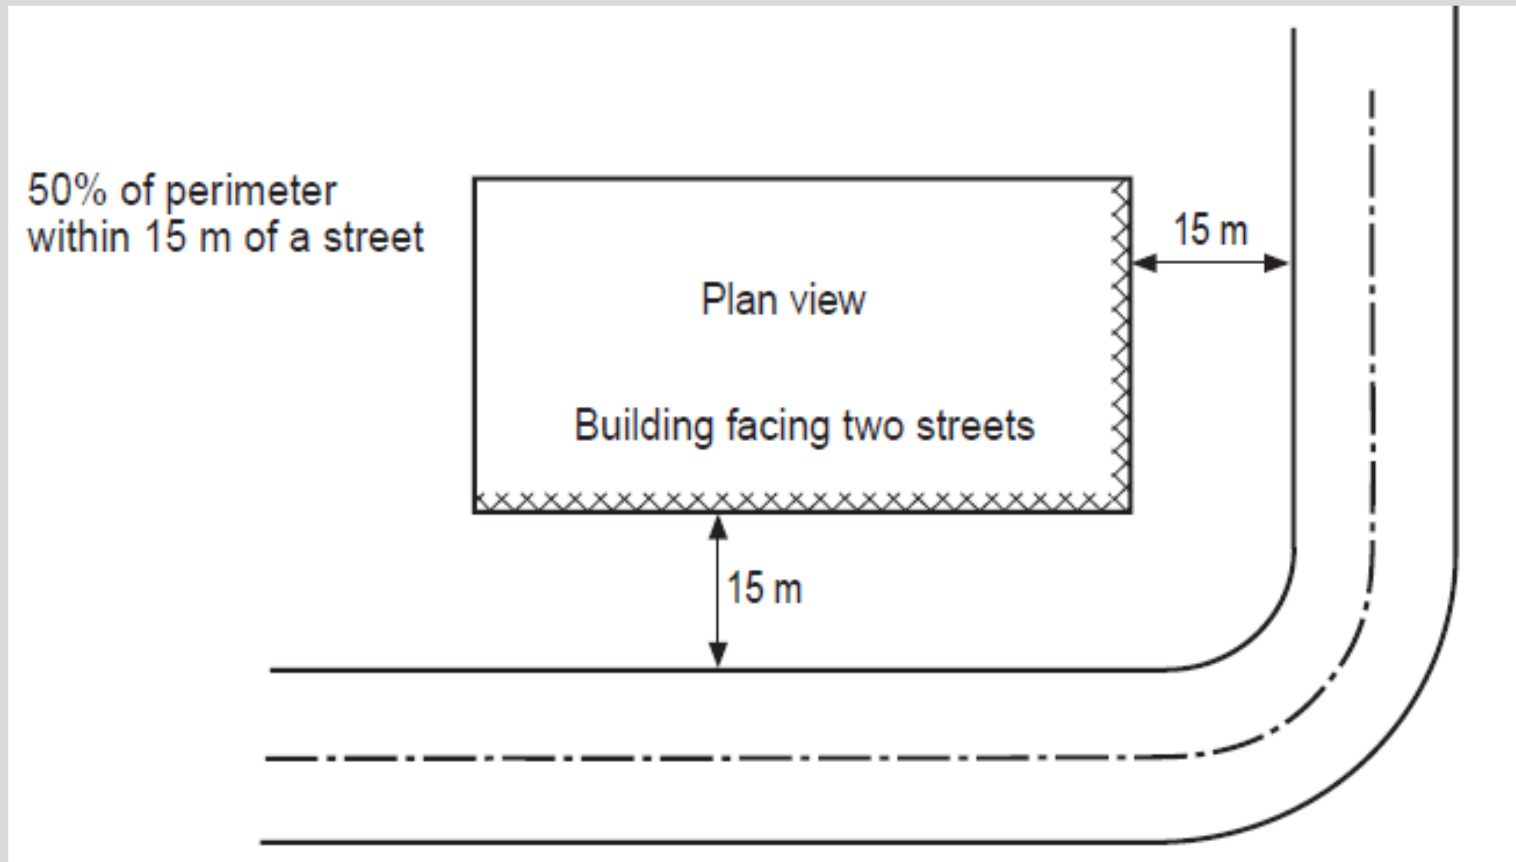 50% of perimeter
within 15 m of a street
15 m
Plan view
Building facing two streets
15 m